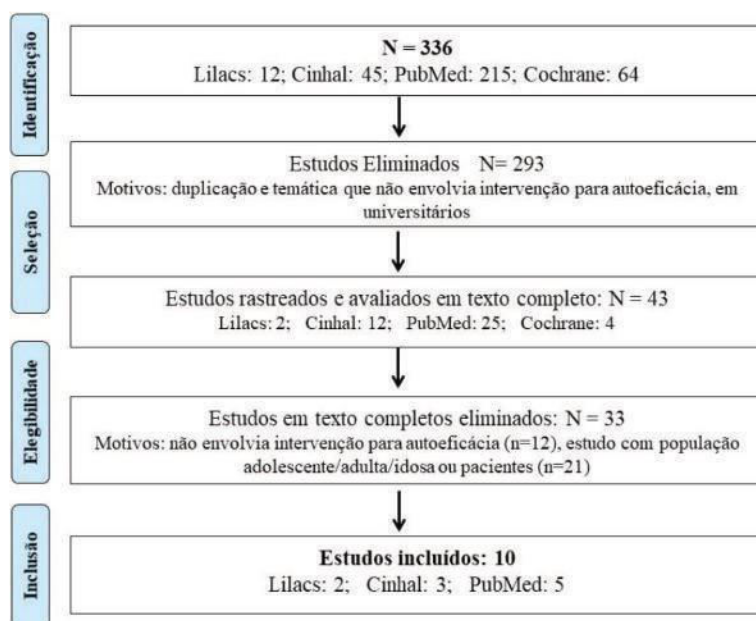 Identificação
N = 336
Lilacs: 12; Cinhal: 45; PubMed: 215; Cochrane: 64
Estudos Eliminados N= 293
Motivos: duplicação e temática que não envolvia intervenção para autoeficácia, em
universitários
Seleção
Estudos rastreados e avaliados em texto completo: N = 43
Lilacs: 2; Cinhal: 12; PubMed: 25; Cochrane: 4
Elegibilidade
Estudos em texto completos eliminados: N = 33
Motivos: não envolvia intervenção para autoeficácia (n=12), estudo com população
adolescente/adulta/idosa ou pacientes (n=21)
Inclusão
Estudos incluídos: 10
Lilacs: 2; Cinhal: 3; PubMed: 5